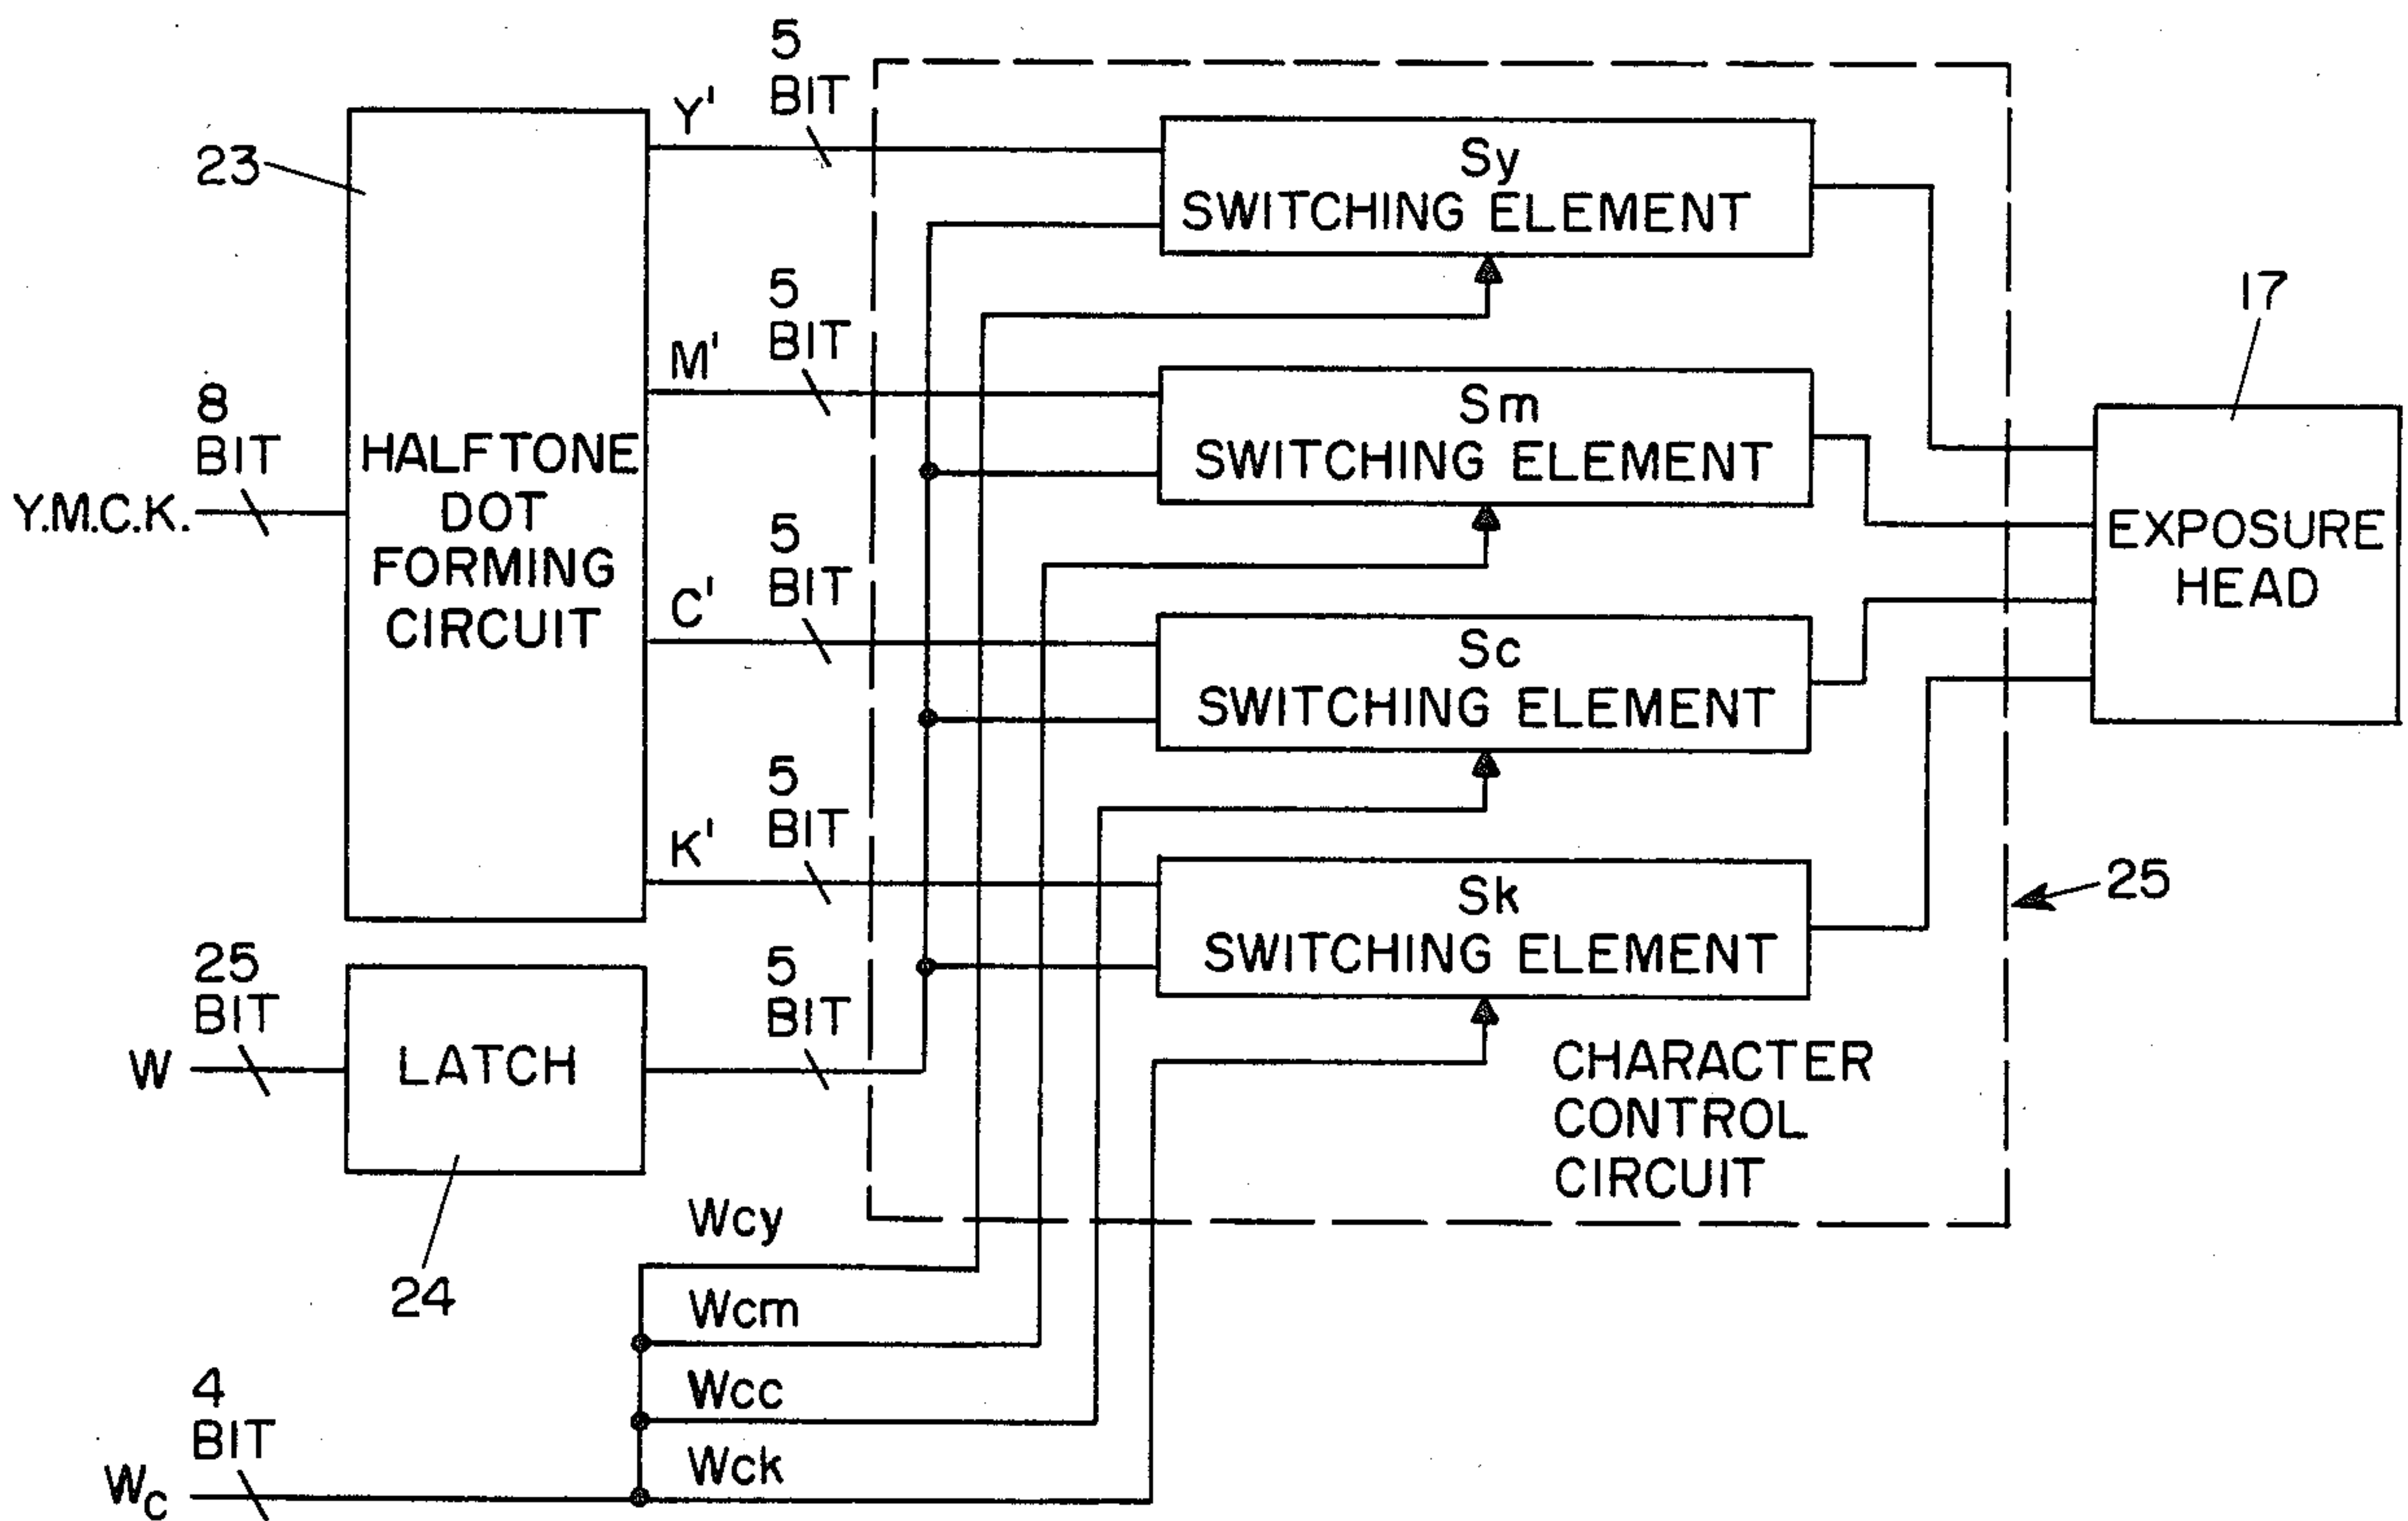 5
BIT
Y'
23
Sy
SWITCHING ELEMENT
5
BIT
M'
17
8
BIT
Y.M.C.K.
HALFTONE
DOT
FORMING
CIRCUIT
Sm
SWITCHING ELEMENT
EXPOSURE
HEAD
5
BIT
C'
Sc
SWITCHING ELEMENT
5
BIT
K'
Sk
SWITCHING ELEMENT
25
25
BIT
W
LATCH
5
BIT
24
CHARACTER
CONTROL
CIRCUIT
Wcy
Wcm
Wcc
Wck
4
BIT
Wc